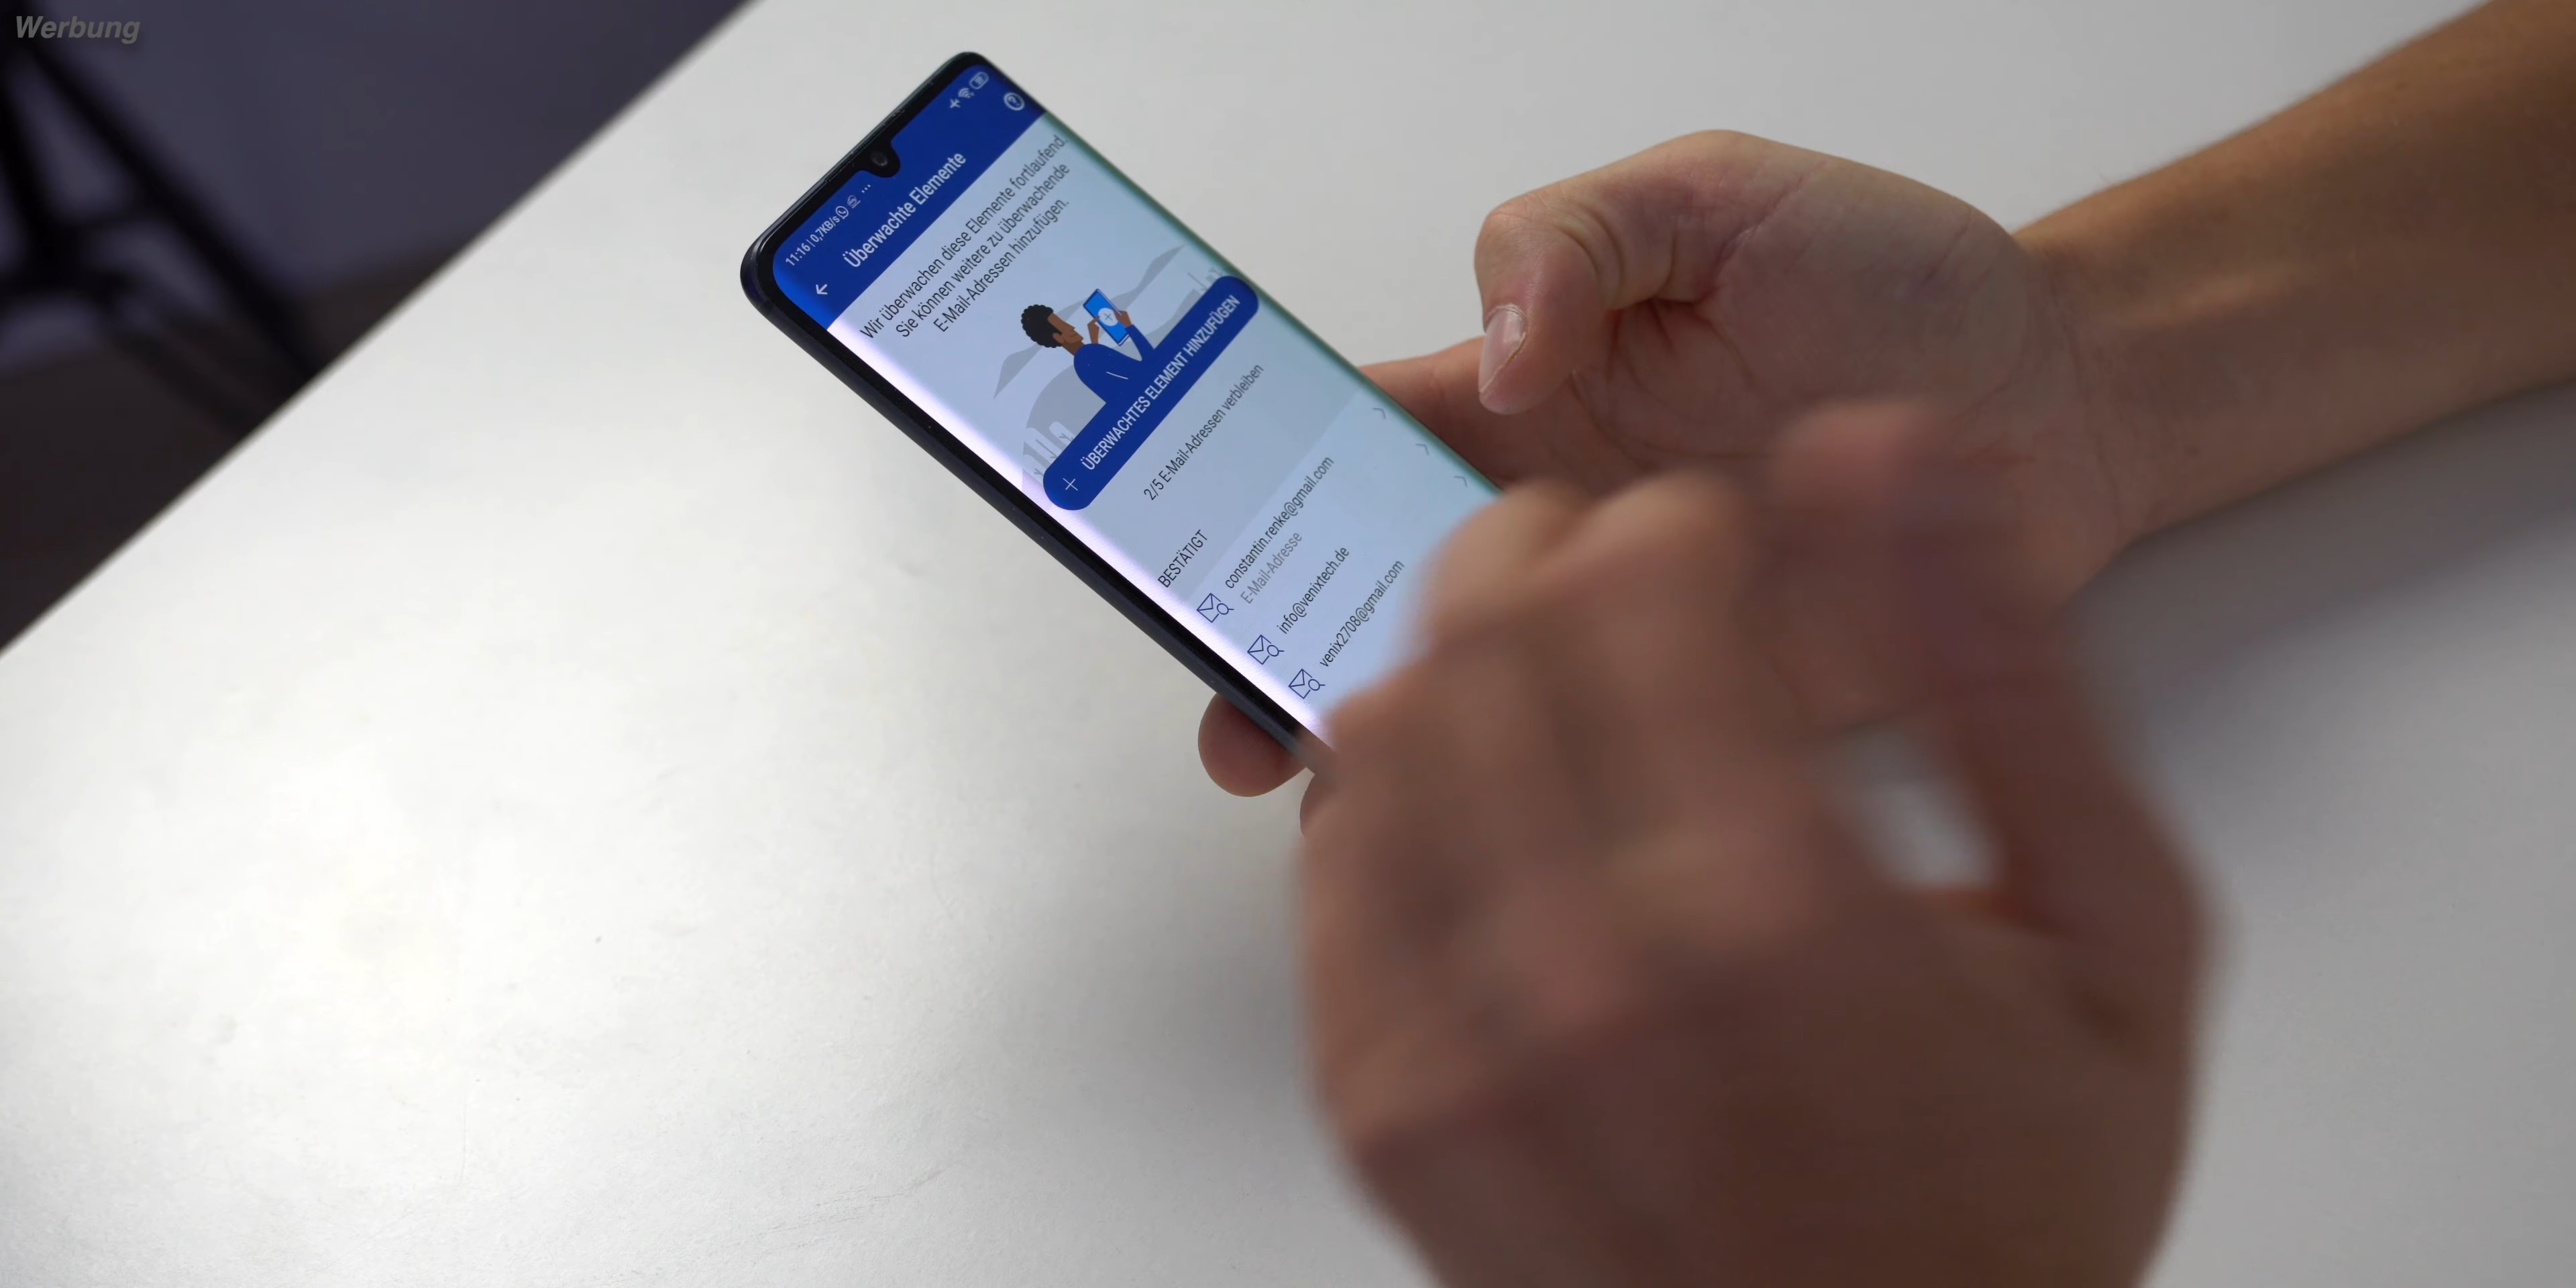 Werbung
11:16 | 0,7KB/s ...
Überwachte Elemente
Wir überwachen diese Elemente fortlaufend.
Sie können weitere zu überwachende
E-Mail-Adressen hinzufügen.
+ ÜBERWACHTES ELEMENT HINZUFÜGEN
2/5 E-Mail-Adressen verbleiben
BESTÄTIGT
constantin.renke@gmail.com
E-Mail-Adresse
info@venixtech.de
venix2708@gmail.com